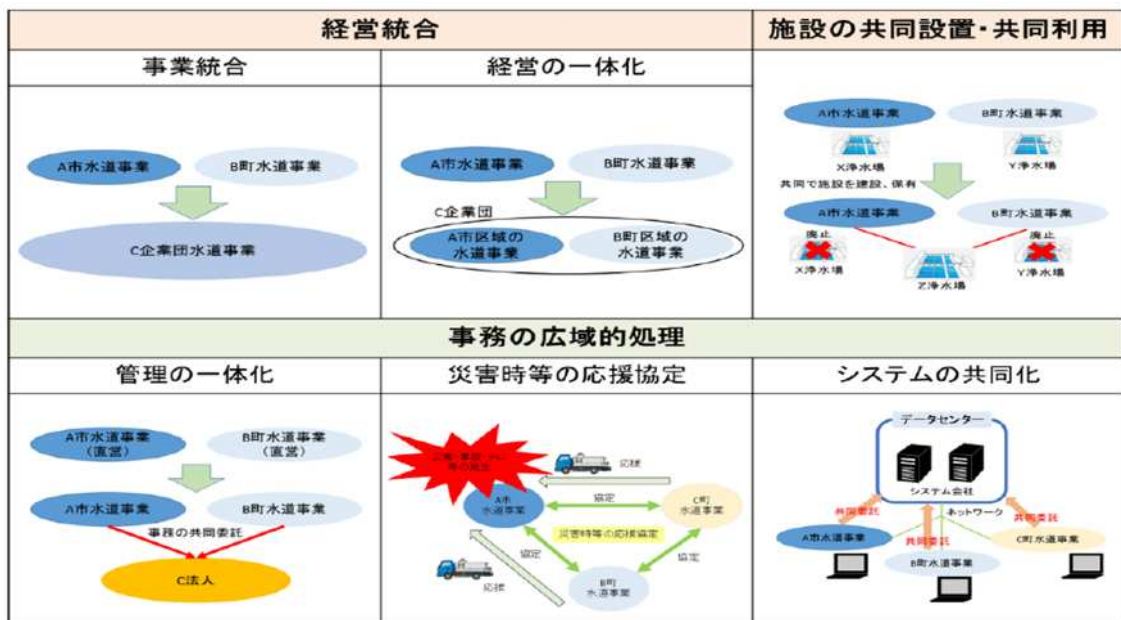 経営統合
施設の共同設置・共同利用
事業統合
経営の一体化
A市水道事業
B町水道事業
C企業団水道事業
A市水道事業
B町水道事業
C企業団
A市区域の
水道事業
B町区域の
水道事業
A市水道事業
B町水道事業
X浄水場
Y浄水場
共同で施設を建設、保有
A市水道事業
B町水道事業
廃止
廃止
X浄水場
Z浄水場
Y浄水場
事務の広域的処理
管理の一体化
災害時等の応援協定
システムの共同化
A市水道事業
(直営)
B町水道事業
(直営)
A市水道事業
B町水道事業
事務の共同委託
C法人
等の発生
応援
A市
水道事業
協定
C町
水道事業
災害時等の応援協定
協定
協定
応援
B町
水道事業
データセンター
システム会社
ネットワーク
共同委託
共同委託
共同委託
A市水道事業
C町水道事業
B町水道事業